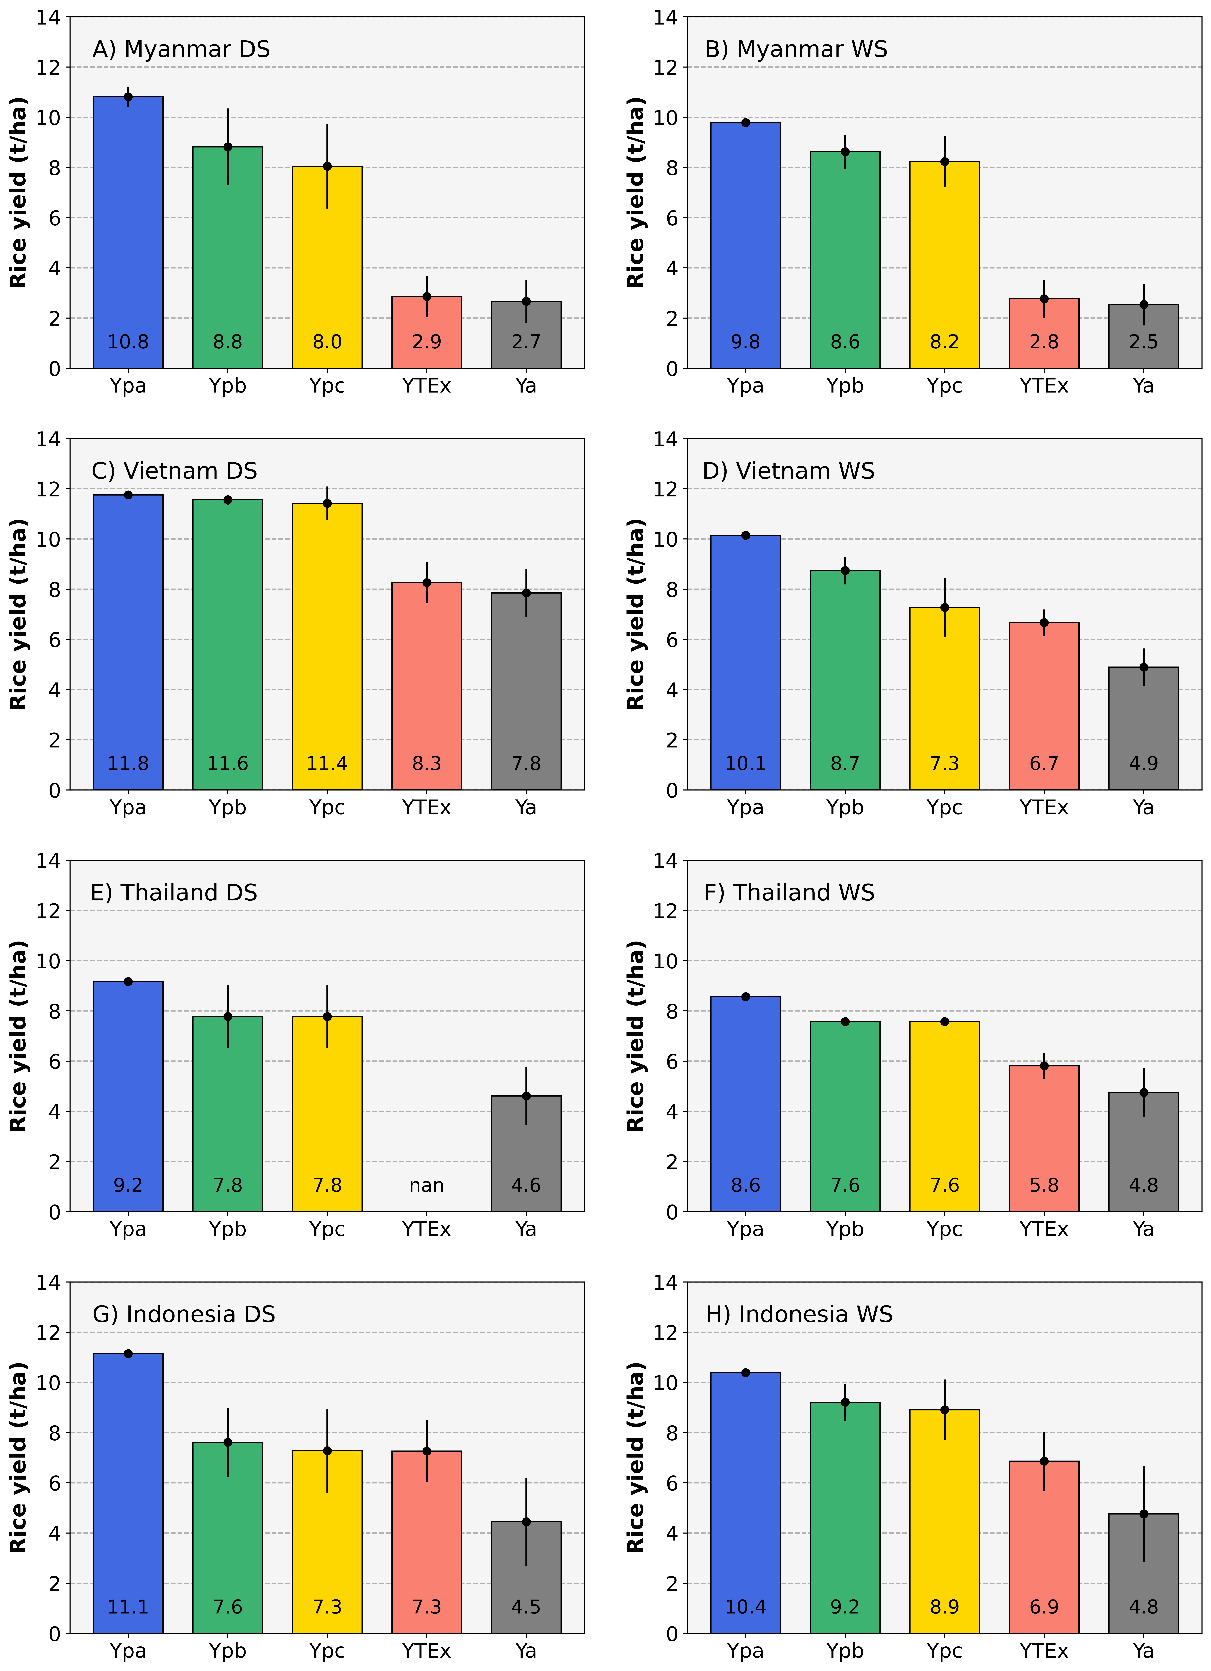 A) Myanmar DS
Rice yield (t/ha)
14
12
10
8
6
4
2
0
10.8 8.8 8.0 2.9 2.7
Ypa Ypb Ypc YTEx Ya
B) Myanmar WS
Rice yield (t/ha)
14
12
10
8
6
4
2
0
9.8 8.6 8.2 2.8 2.5
Ypa Ypb Ypc YTEx Ya
C) Vietnam DS
Rice yield (t/ha)
14
12
10
8
6
4
2
0
11.8 11.6 11.4 8.3 7.8
Ypa Ypb Ypc YTEx Ya
D) Vietnam WS
Rice yield (t/ha)
14
12
10
8
6
4
2
0
10.1 8.7 7.3 6.7 4.9
Ypa Ypb Ypc YTEx Ya
E) Thailand DS
Rice yield (t/ha)
14
12
10
8
6
4
2
0
9.2 7.8 7.8 nan 4.6
Ypa Ypb Ypc YTEx Ya
F) Thailand WS
Rice yield (t/ha)
14
12
10
8
6
4
2
0
8.6 7.6 7.6 5.8 4.8
Ypa Ypb Ypc YTEx Ya
G) Indonesia DS
Rice yield (t/ha)
14
12
10
8
6
4
2
0
11.1 7.6 7.3 7.3 4.5
Ypa Ypb Ypc YTEx Ya
H) Indonesia WS
Rice yield (t/ha)
14
12
10
8
6
4
2
0
10.4 9.2 8.9 6.9 4.8
Ypa Ypb Ypc YTEx Ya